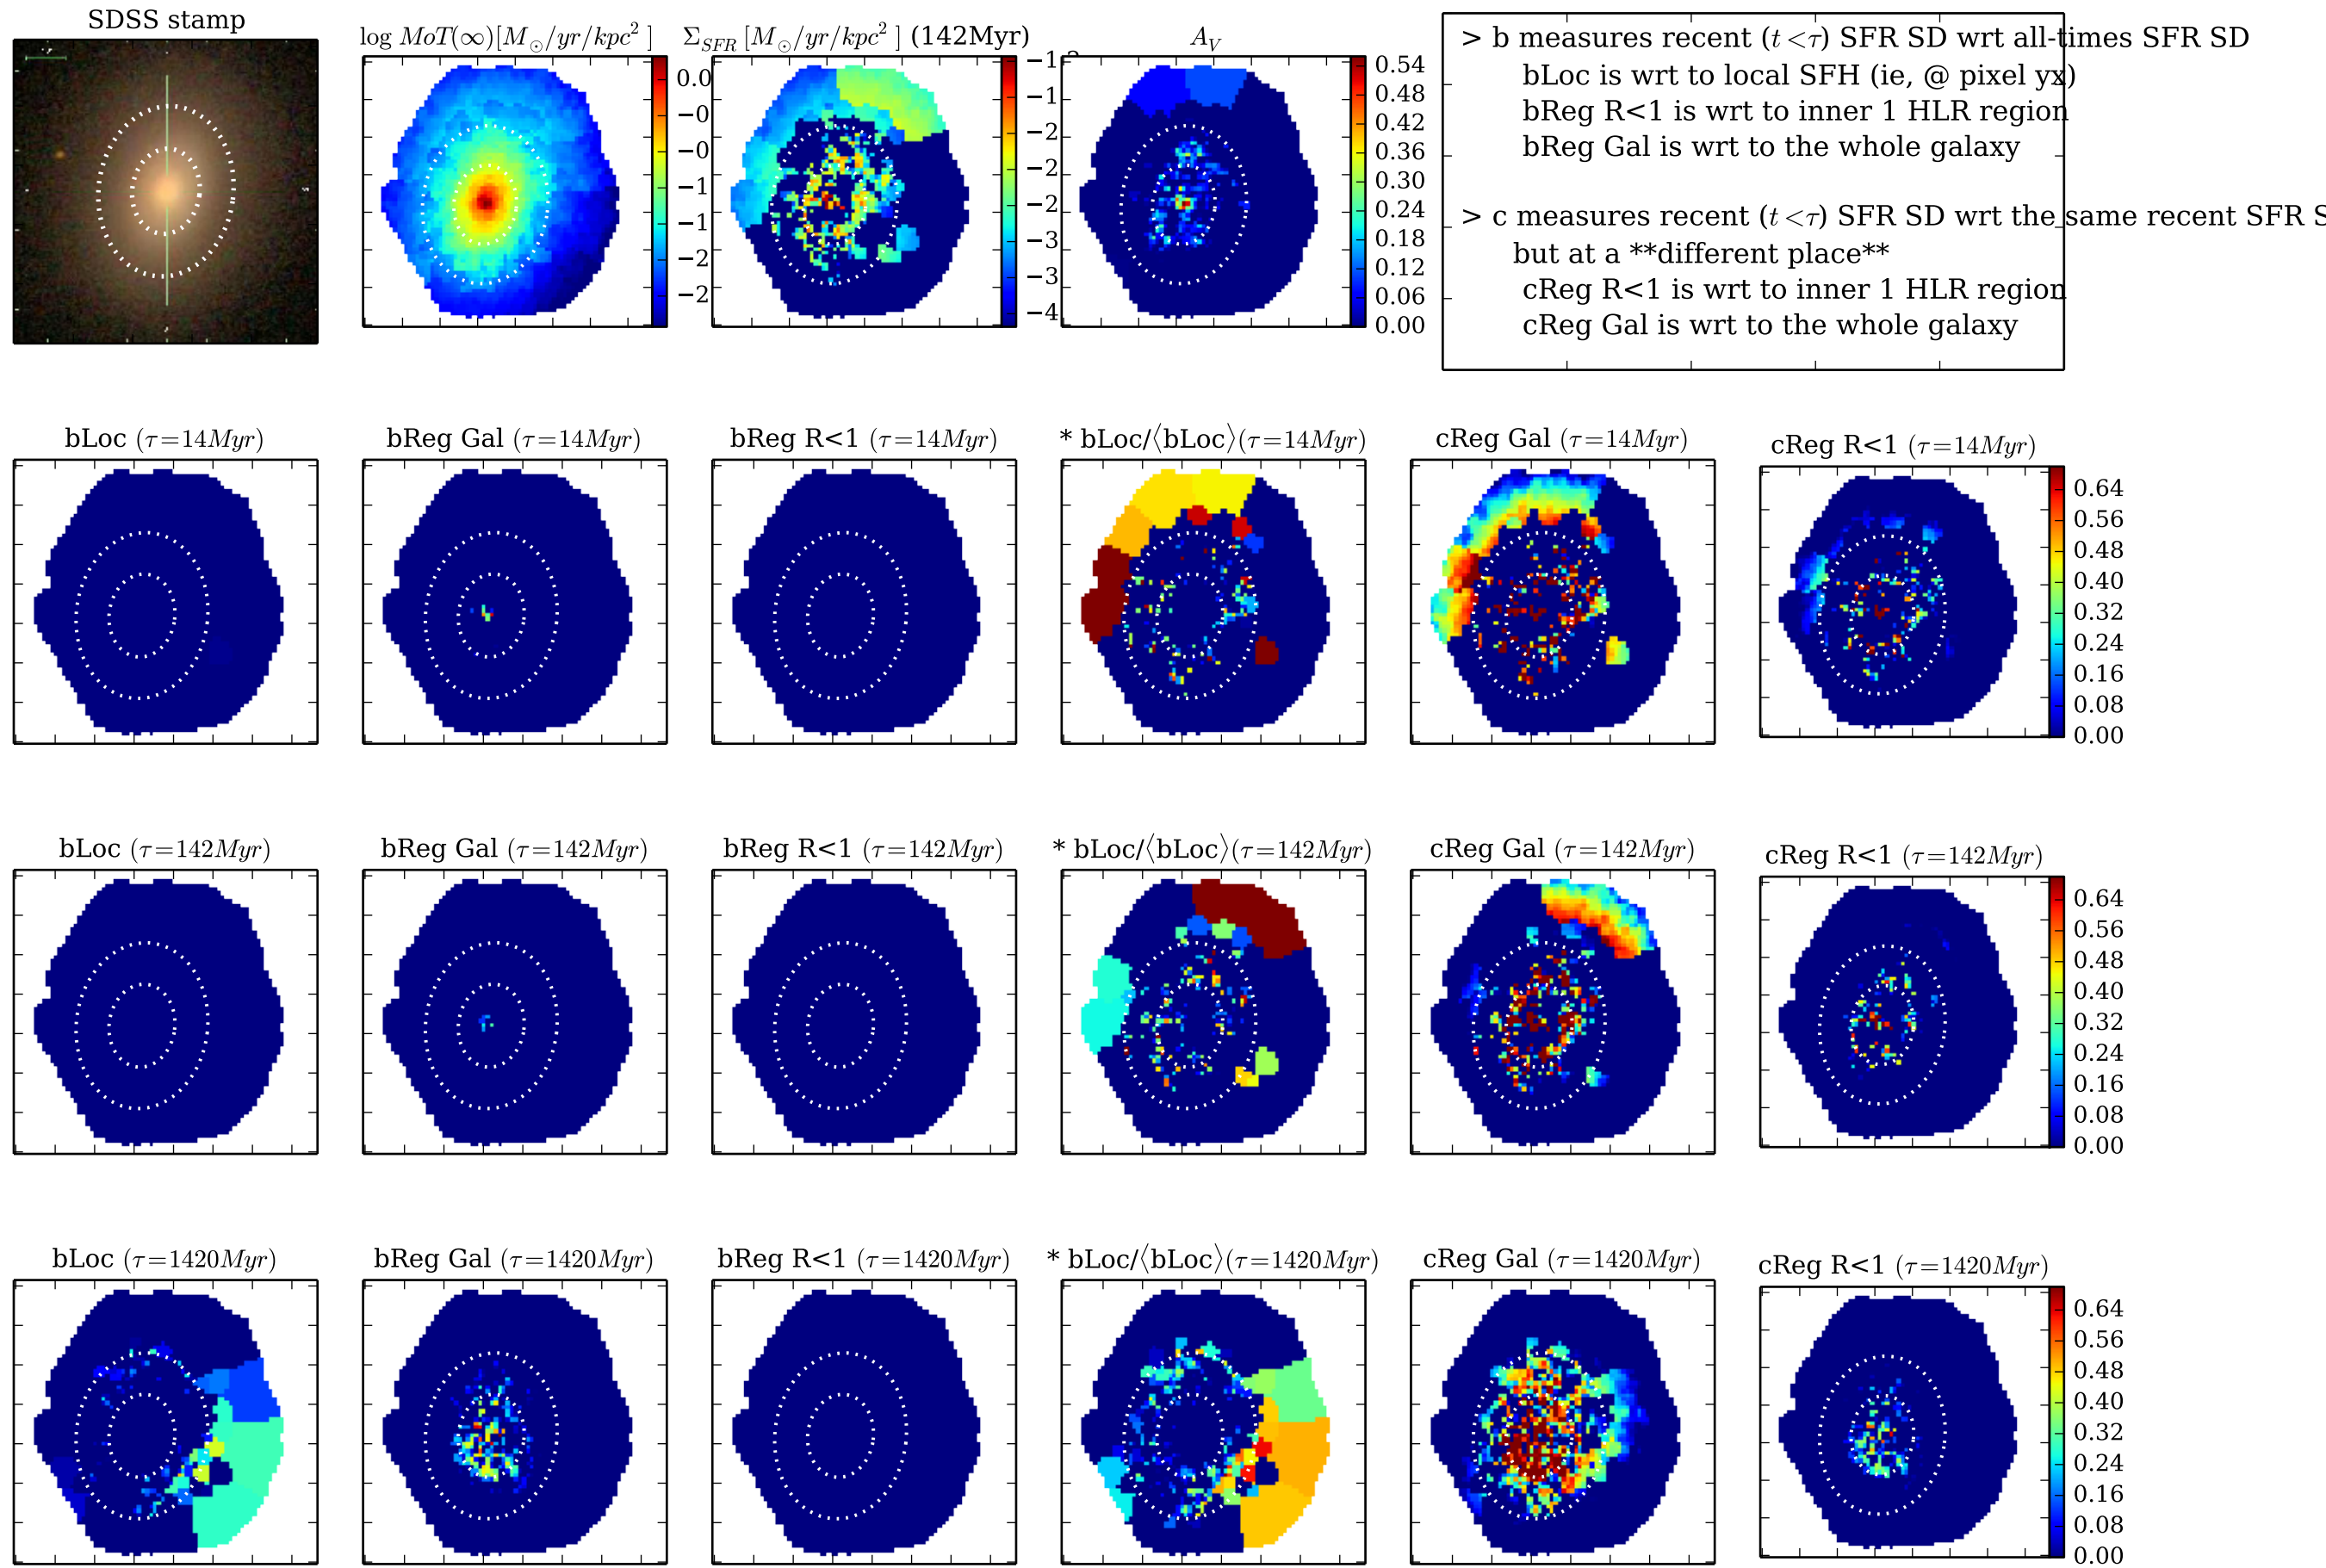 SDSS stamp
log MoT(∞)[M⊙/yr/kpc² ]
Σ_SFR [M⊙/yr/kpc² ] (142Myr)
A_V
0.0
−0
−0
−1
−1
−2
−2
−1
−1
−2
−2
−2
−3
−3
−4
0.54
0.48
0.42
0.36
0.30
0.24
0.18
0.12
0.06
0.00
> b measures recent (t<τ) SFR SD wrt all-times SFR SD
bLoc is wrt to local SFH (ie, @ pixel yx)
bReg R<1 is wrt to inner 1 HLR region
bReg Gal is wrt to the whole galaxy
> c measures recent (t<τ) SFR SD wrt the same recent SFR S
but at a **different place**
cReg R<1 is wrt to inner 1 HLR region
cReg Gal is wrt to the whole galaxy
bLoc (τ=14Myr)
bReg Gal (τ=14Myr)
bReg R<1 (τ=14Myr)
* bLoc/⟨bLoc⟩(τ=14Myr)
cReg Gal (τ=14Myr)
cReg R<1 (τ=14Myr)
0.64
0.56
0.48
0.40
0.32
0.24
0.16
0.08
0.00
bLoc (τ=142Myr)
bReg Gal (τ=142Myr)
bReg R<1 (τ=142Myr)
* bLoc/⟨bLoc⟩(τ=142Myr)
cReg Gal (τ=142Myr)
cReg R<1 (τ=142Myr)
0.64
0.56
0.48
0.40
0.32
0.24
0.16
0.08
0.00
bLoc (τ=1420Myr)
bReg Gal (τ=1420Myr)
bReg R<1 (τ=1420Myr)
* bLoc/⟨bLoc⟩(τ=1420Myr)
cReg Gal (τ=1420Myr)
cReg R<1 (τ=1420Myr)
0.64
0.56
0.48
0.40
0.32
0.24
0.16
0.08
0.00